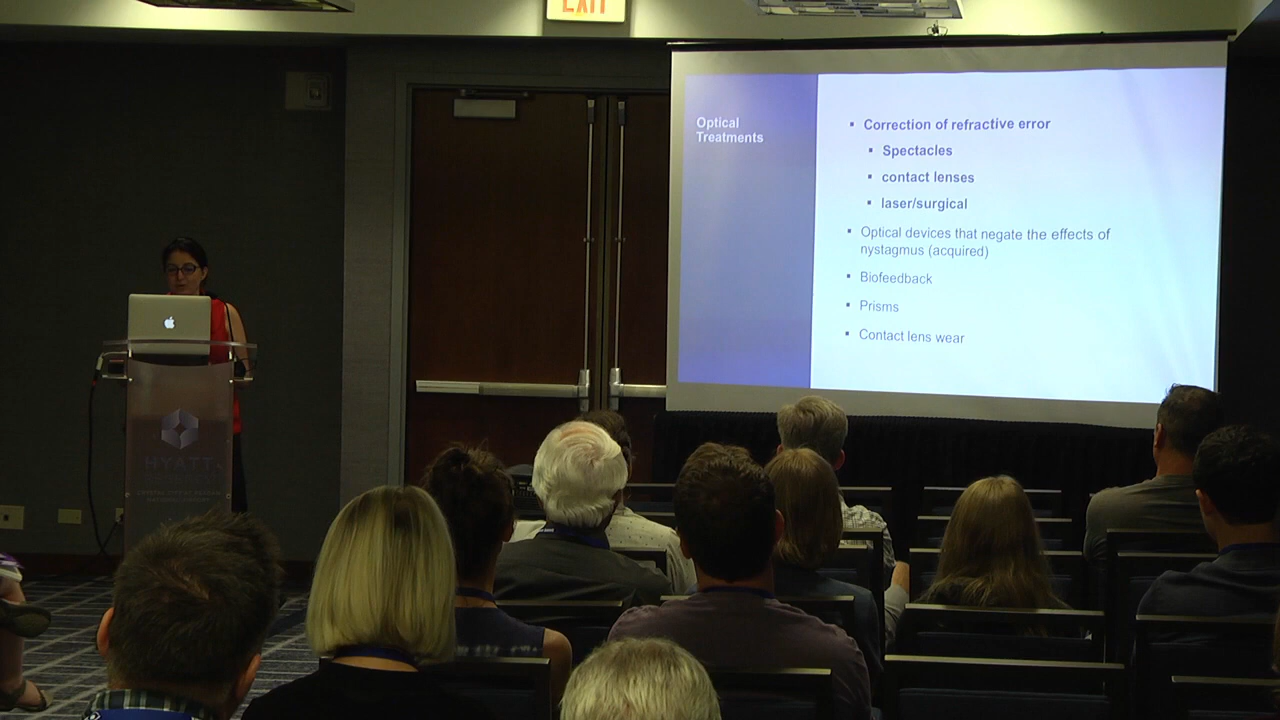 EXIT
Optical
Treatments
▪ Correction of refractive error
▪ Spectacles
▪ contact lenses
▪ laser/surgical
▪ Optical devices that negate the effects of
nystagmus (acquired)
▪ Biofeedback
▪ Prisms
▪ Contact lens wear
HYATT